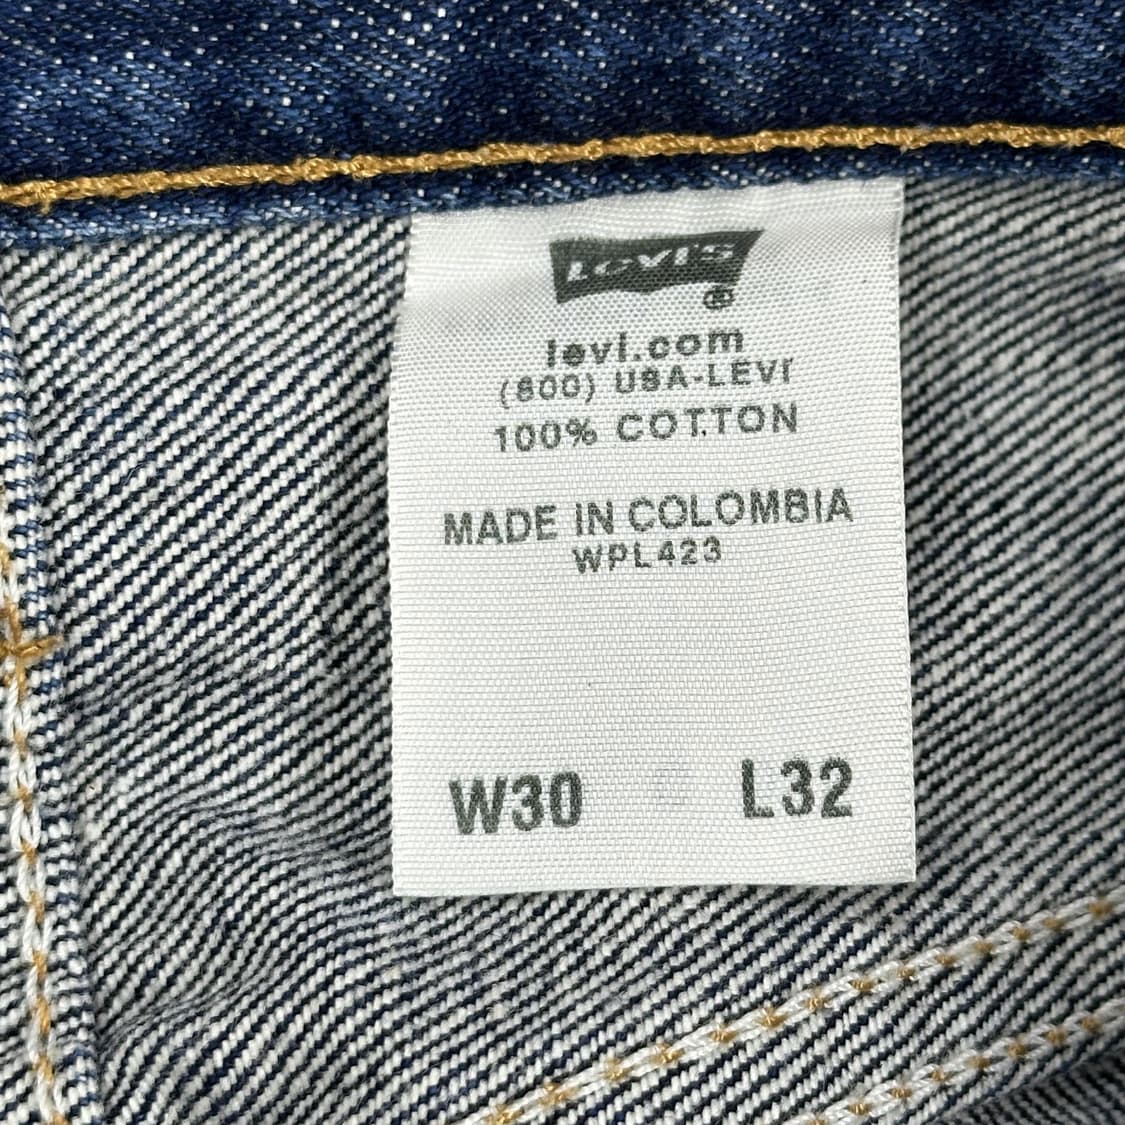 Levi's
®
levi.com
(800) USA-LEVI
100% COTTON
MADE IN COLOMBIA
WPL423
W30 L32